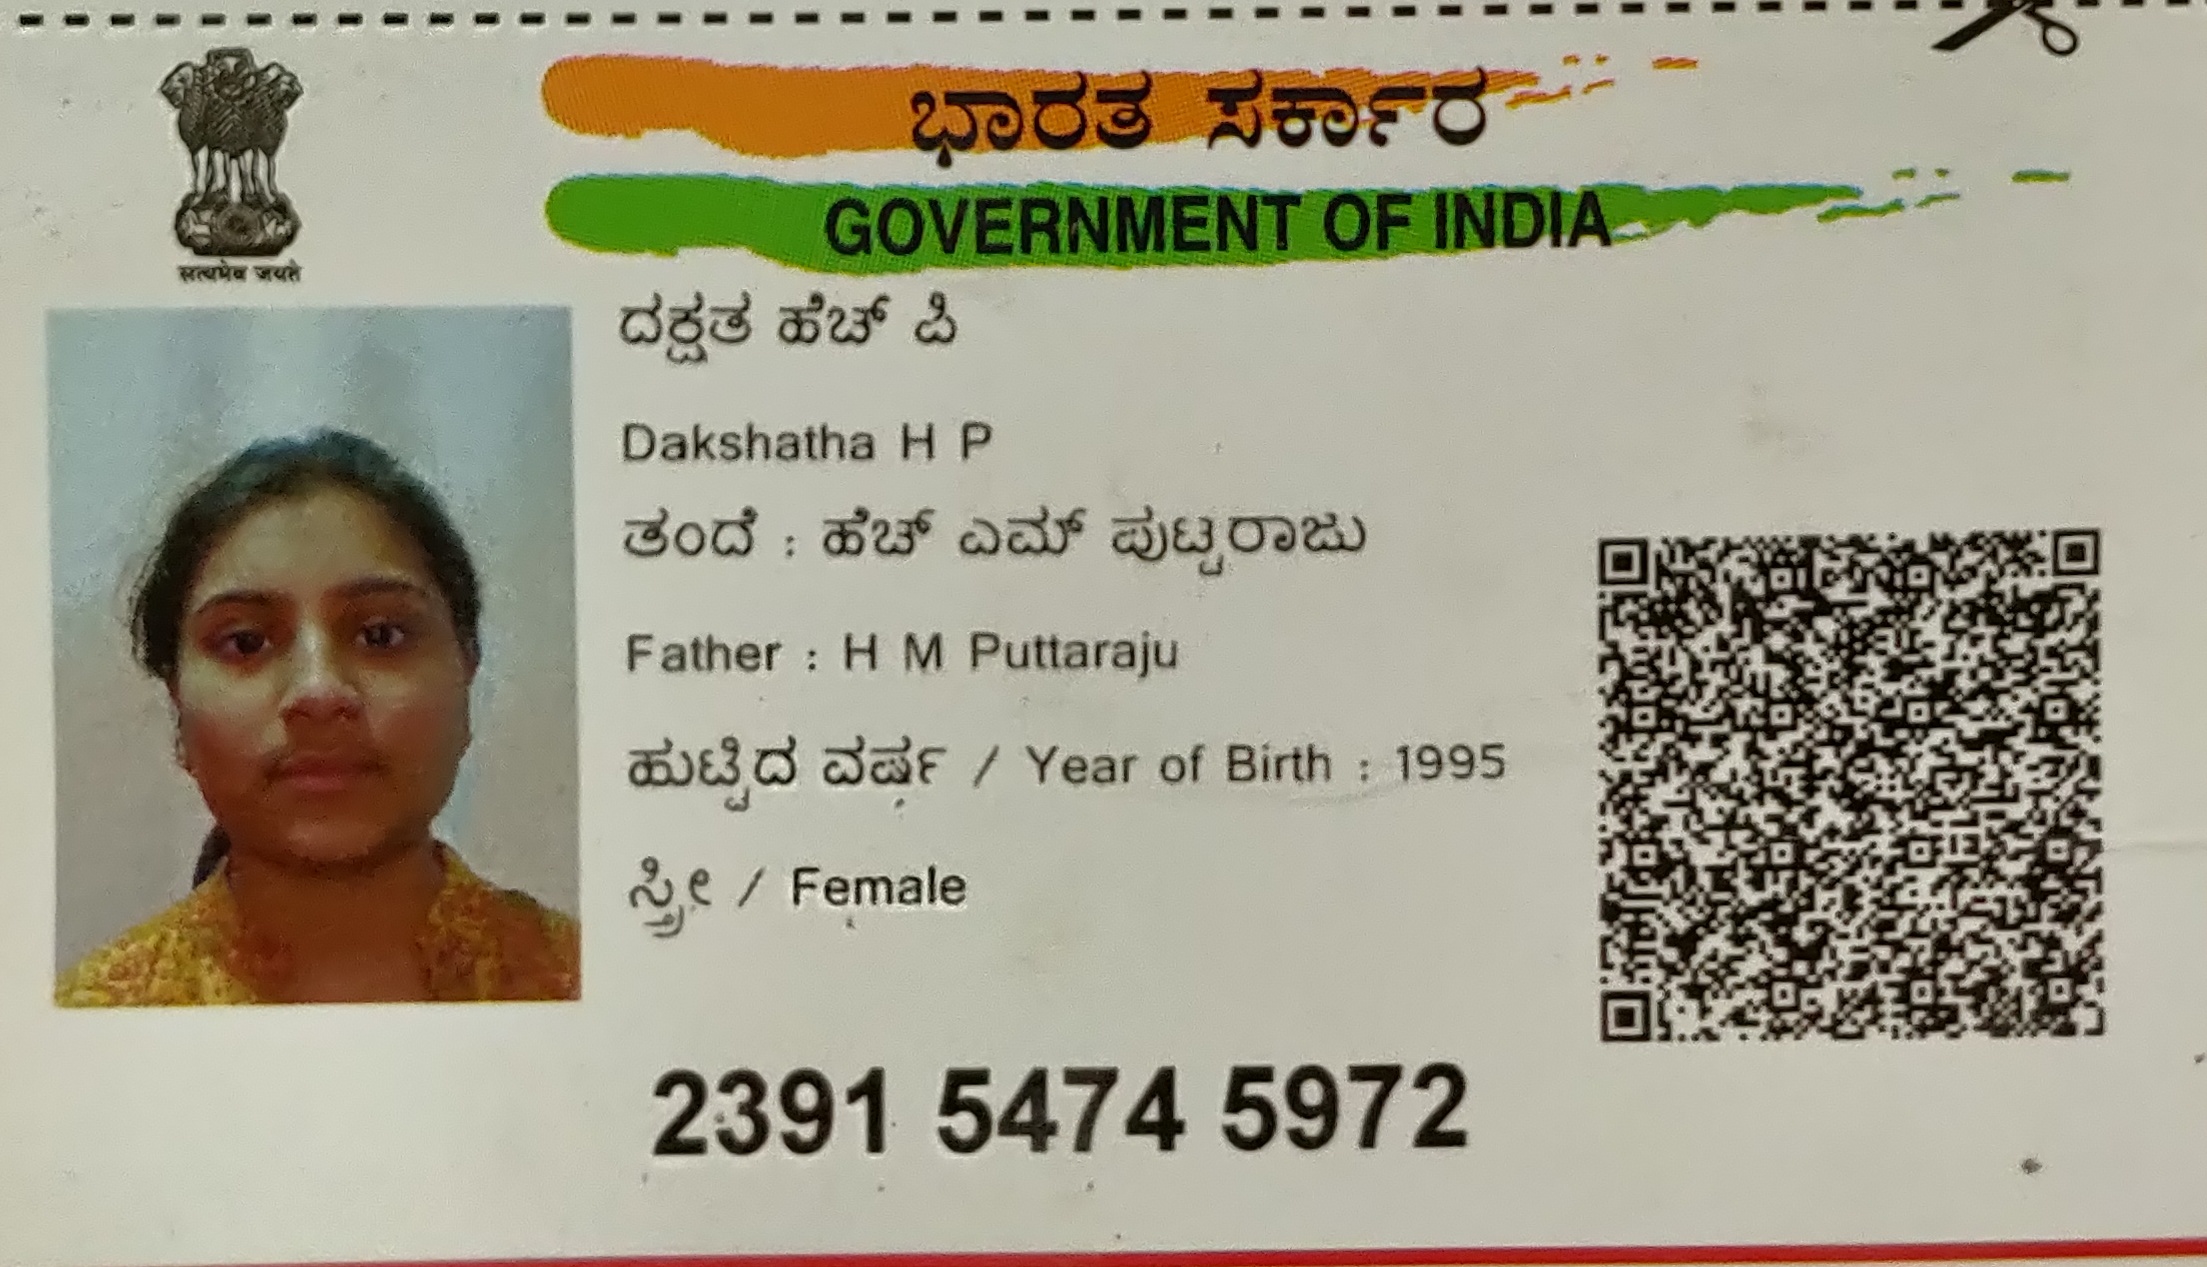 ಭಾರತ ಸರ್ಕಾರ
GOVERNMENT OF INDIA
सत्यमेव जयते
ದಕ್ಷತ ಹೆಚ್ ಪಿ
Dakshatha H P
ತಂದೆ : ಹೆಚ್ ಎಮ್ ಪುಟ್ಟರಾಜು
Father : H M Puttaraju
ಹುಟ್ಟಿದ ವರ್ಷ / Year of Birth : 1995
ಸ್ತ್ರೀ / Female
2391 5474 5972